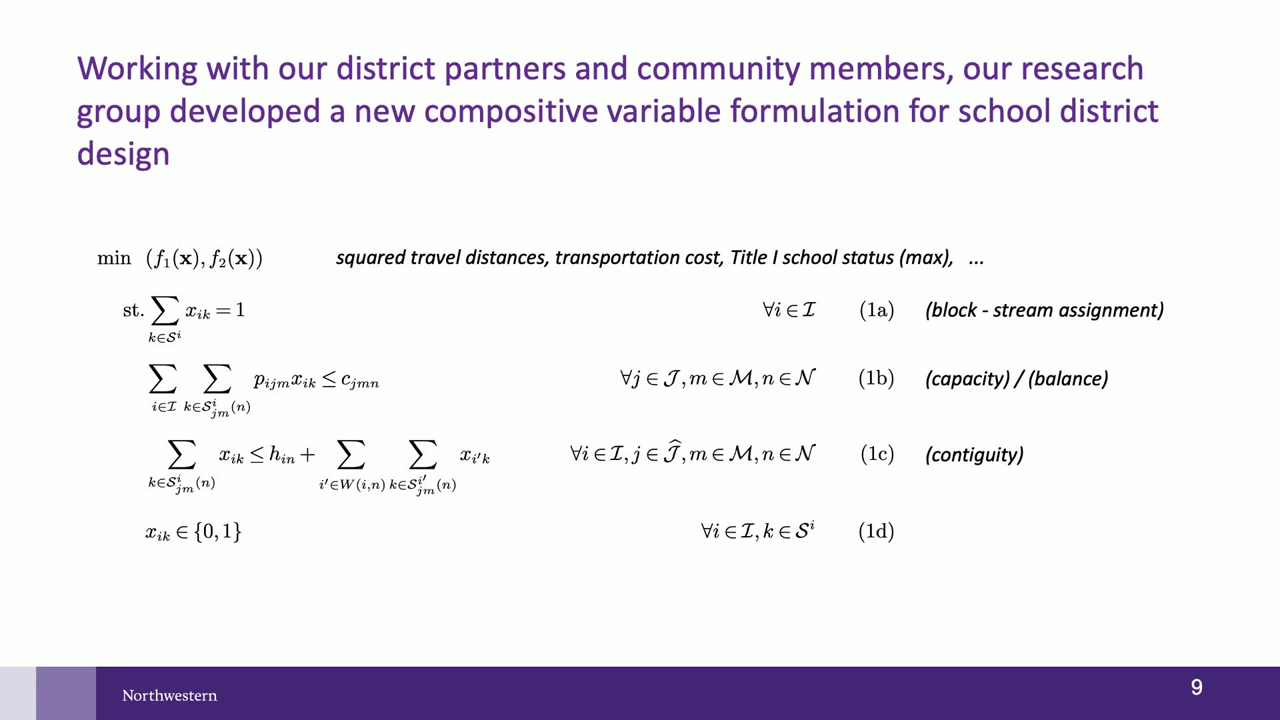 Working with our district partners and community members, our research
group developed a new compositive variable formulation for school district
design
min (f₁(𝐱), f₂(𝐱)) squared travel distances, transportation cost, Title I school status (max), ...
st. ∑_{k∈𝒮^i} x_{ik} = 1 ∀i ∈ ℐ (1a) (block - stream assignment)
∑_{i∈ℐ} ∑_{k∈𝒮^i_{jm}(n)} p_{ijm}x_{ik} ≤ c_{jmn} ∀j ∈ 𝒥, m ∈ ℳ, n ∈ 𝒩 (1b) (capacity) / (balance)
∑_{k∈𝒮^i_{jm}(n)} x_{ik} ≤ h_{in} + ∑_{i'∈W(i,n)} ∑_{k∈𝒮^{i'}_{jm}(n)} x_{i'k} ∀i ∈ ℐ, j ∈ 𝒥̂, m ∈ ℳ, n ∈ 𝒩 (1c) (contiguity)
x_{ik} ∈ {0, 1} ∀i ∈ ℐ, k ∈ 𝒮^i (1d)
Northwestern
9